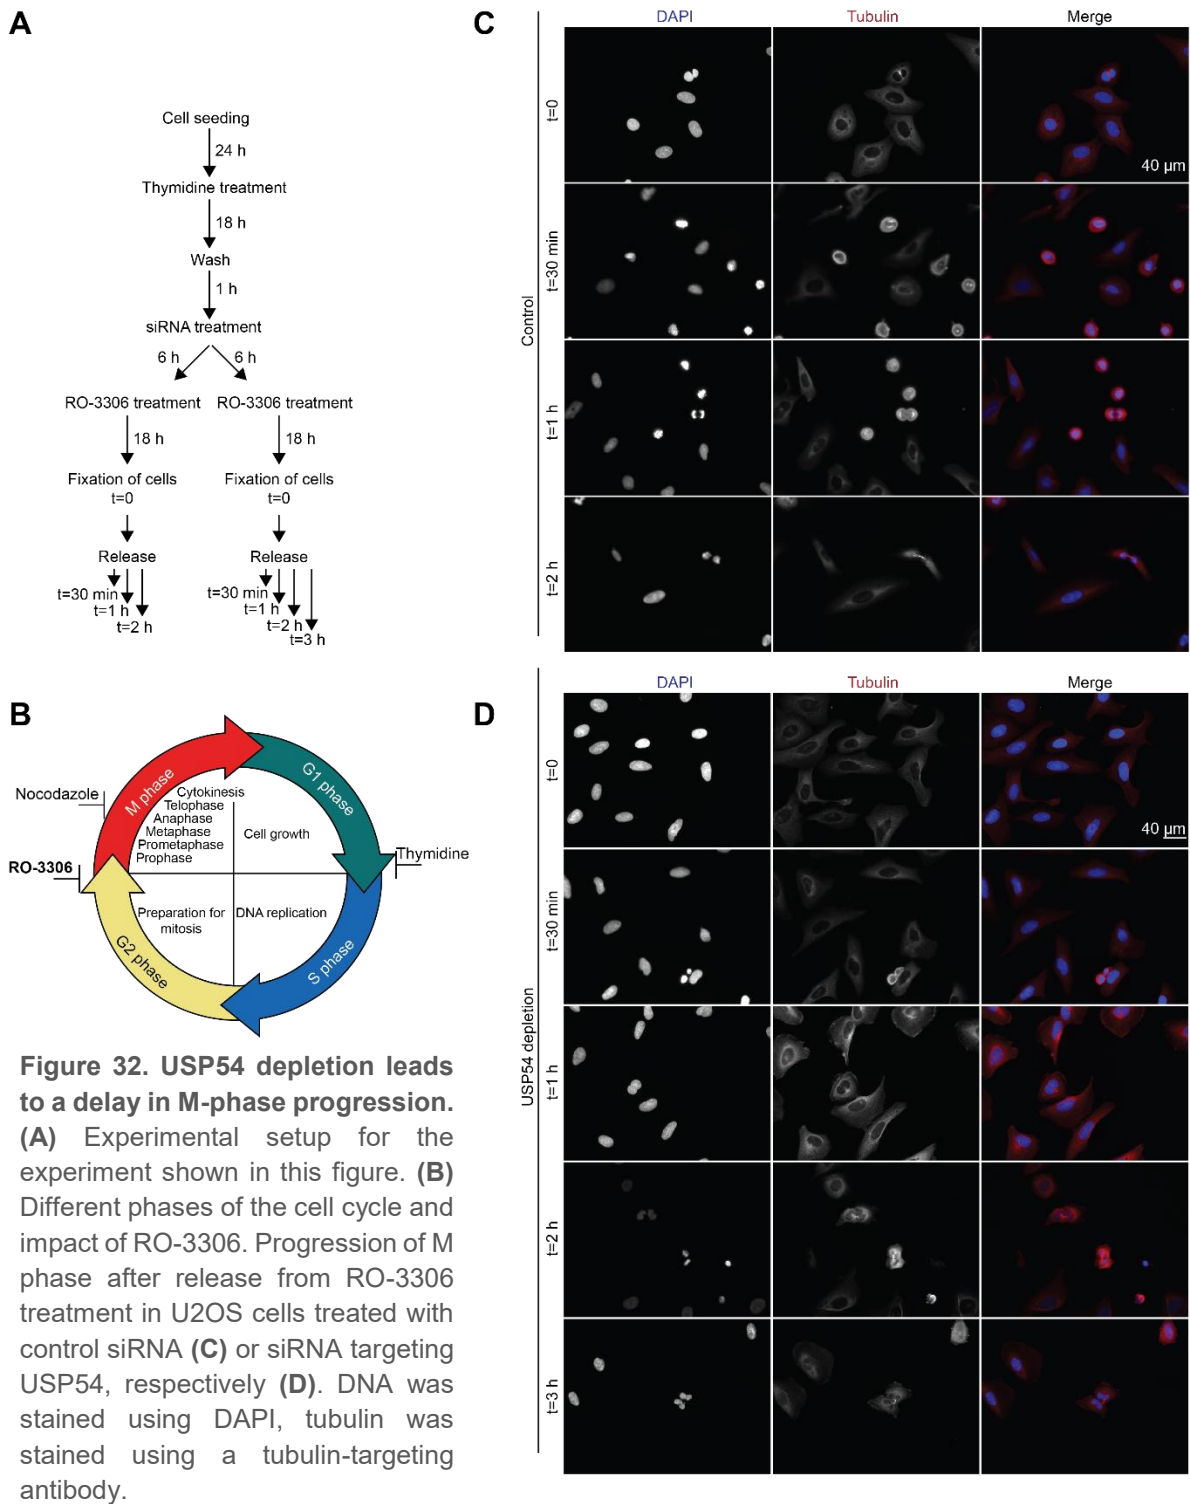 A
Cell seeding
24 h
Thymidine treatment
18 h
Wash
1 h
siRNA treatment
6 h 6 h
RO-3306 treatment RO-3306 treatment
18 h 18 h
Fixation of cells Fixation of cells
t=0 t=0
Release Release
t=30 min t=30 min
t=1 h t=1 h
t=2 h t=2 h
t=3 h
B
M phase
G1 phase
S phase
G2 phase
Nocodazole
RO-3306
Thymidine
Cytokinesis
Telophase
Anaphase
Metaphase
Prometaphase
Prophase
Cell growth
Preparation for
mitosis
DNA replication
Figure 32. USP54 depletion leads
to a delay in M-phase progression.
(A) Experimental setup for the
experiment shown in this figure. (B)
Different phases of the cell cycle and
impact of RO-3306. Progression of M
phase after release from RO-3306
treatment in U2OS cells treated with
control siRNA (C) or siRNA targeting
USP54, respectively (D). DNA was
stained using DAPI, tubulin was
stained using a tubulin-targeting
antibody.
C
DAPI Tubulin Merge
Control
t=0
40 µm
t=30 min
t=1 h
t=2 h
D
DAPI Tubulin Merge
USP54 depletion
t=0
40 µm
t=30 min
t=1 h
t=2 h
t=3 h